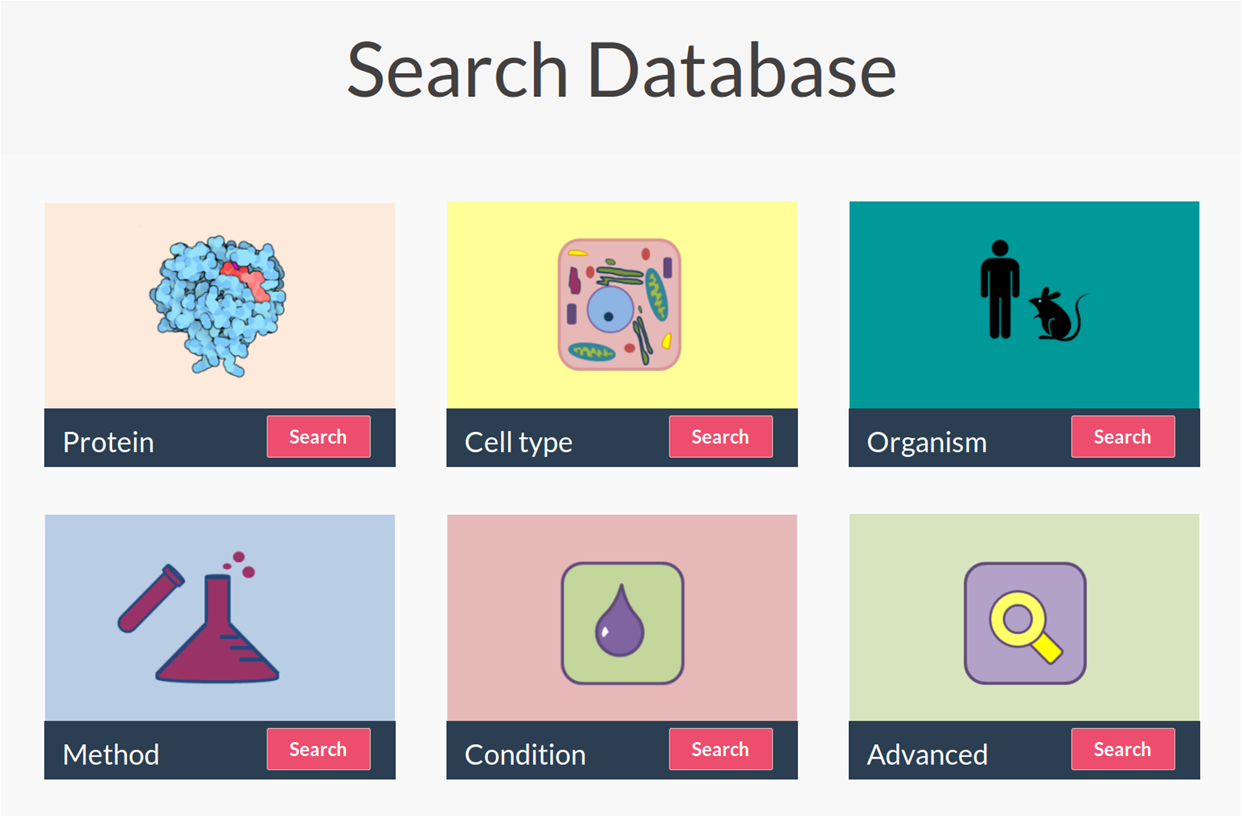 Search Database
Protein Search
Cell type Search
Organism Search
Method Search
Condition Search
Advanced Search